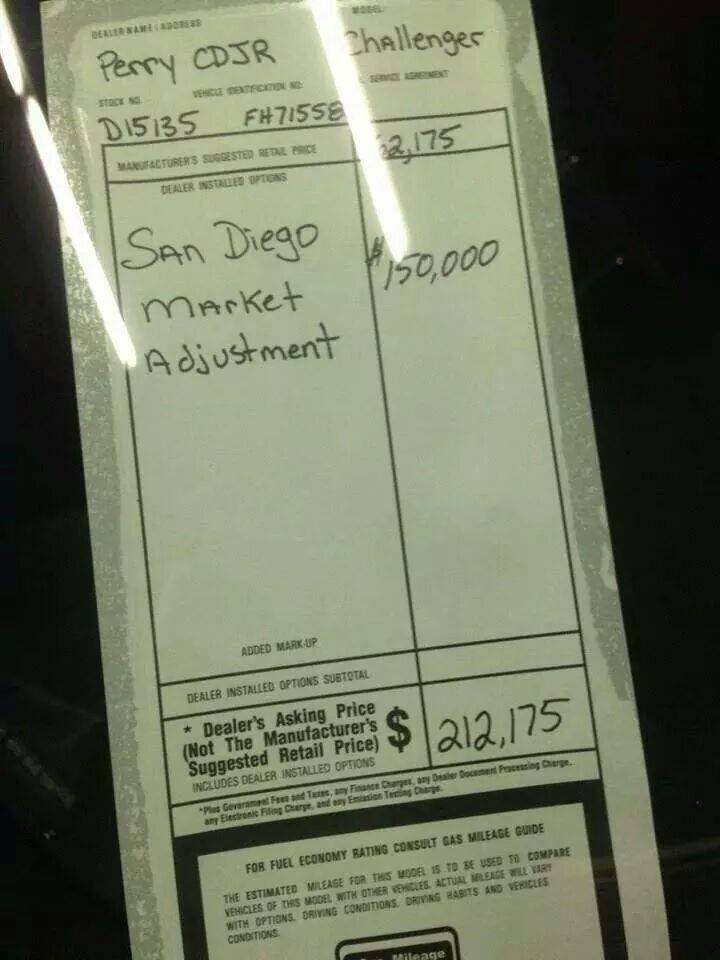 DEALER NAME / ADDRESS
MODEL
Perry CDJR
Challenger
STOCK NO.
VEHICLE IDENTIFICATION NO.
SERVICE AGREEMENT
D15135
FH71558
MANUFACTURER'S SUGGESTED RETAIL PRICE
62,175
DEALER INSTALLED OPTIONS
San Diego
Market
Adjustment
$150,000
ADDED MARK-UP
DEALER INSTALLED OPTIONS SUBTOTAL
* Dealer's Asking Price
(Not The Manufacturer's
Suggested Retail Price)
INCLUDES DEALER INSTALLED OPTIONS
$ 212,175
*Plus Government Fees and Taxes, any Finance Charges, any Dealer Document Processing Charge,
any Electronic Filing Charge, and any Emission Testing Charge.
FOR FUEL ECONOMY RATING CONSULT GAS MILEAGE GUIDE
THE ESTIMATED MILEAGE FOR THIS MODEL IS TO BE USED TO COMPARE
VEHICLES OF THIS MODEL WITH OTHER VEHICLES. ACTUAL MILEAGE WILL VARY
WITH OPTIONS, DRIVING CONDITIONS, DRIVING HABITS AND VEHICLES
CONDITIONS.
Mileage